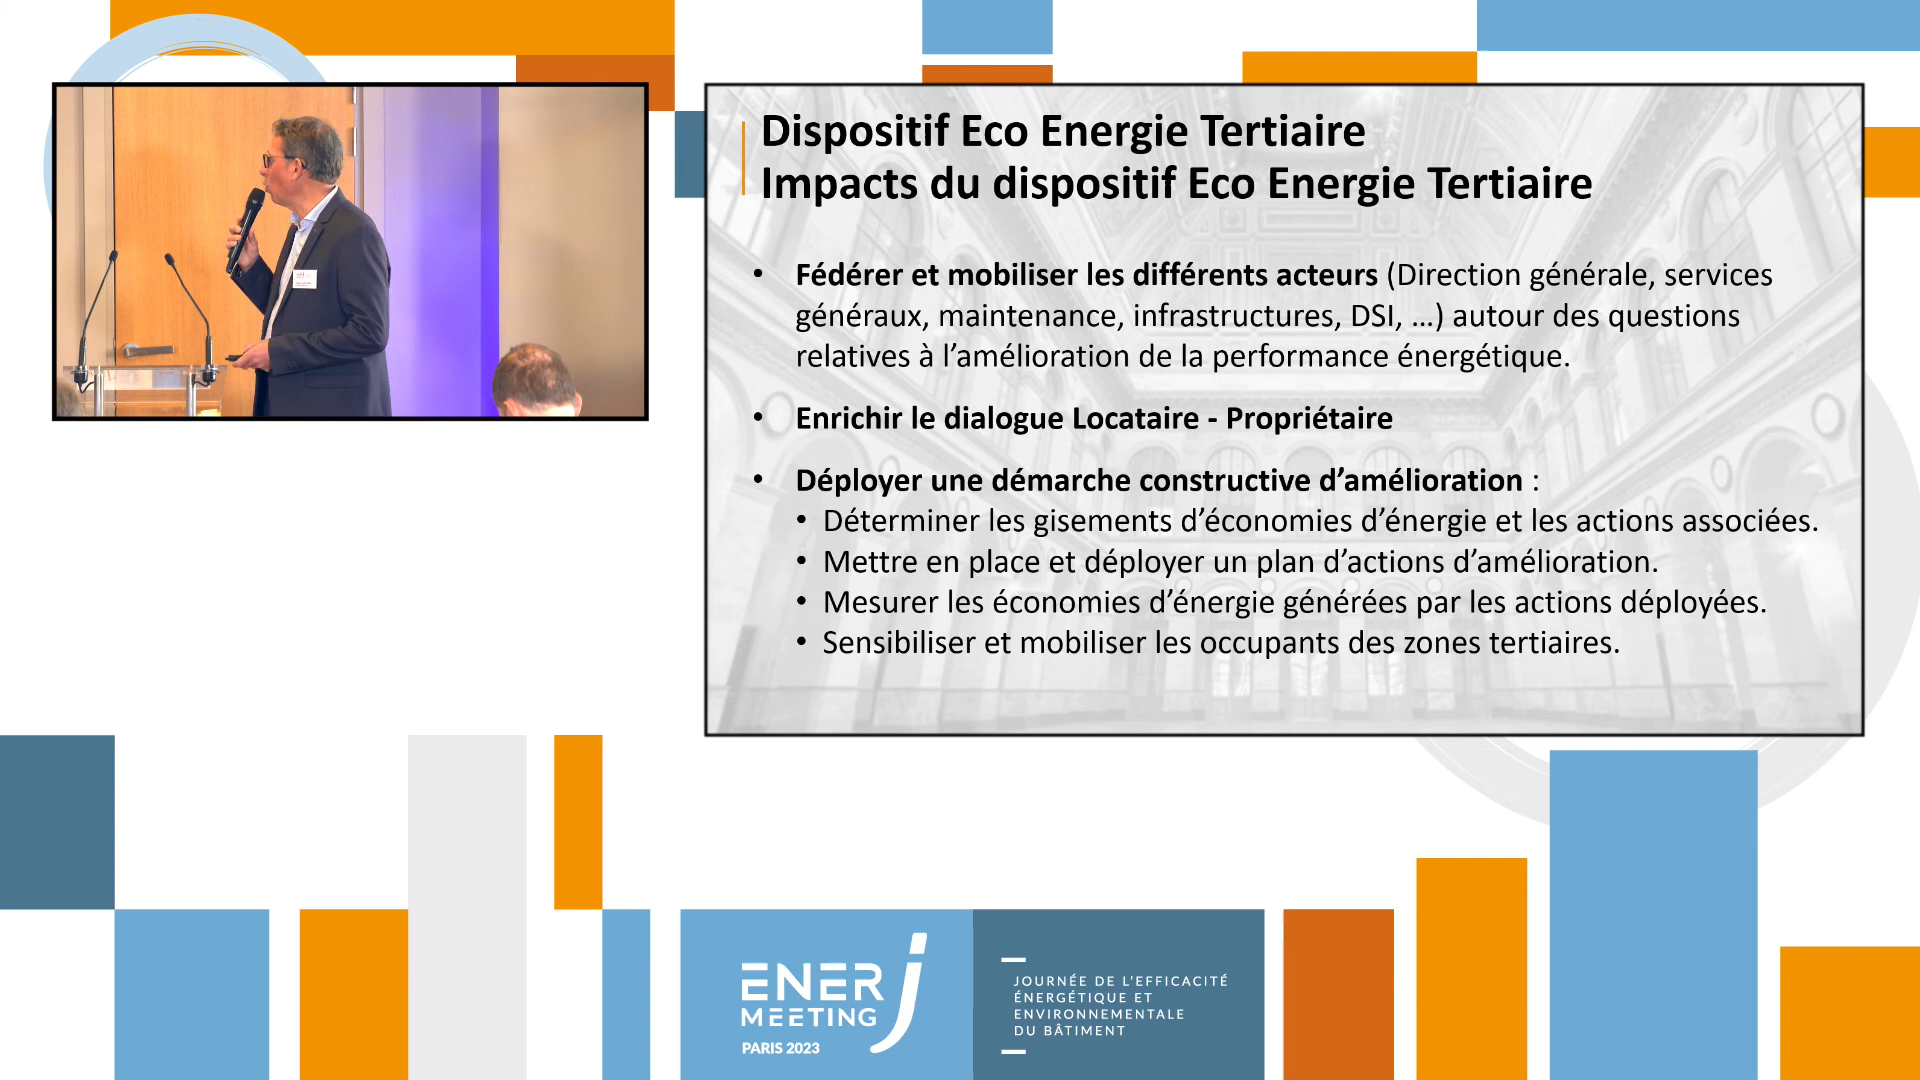 Dispositif Eco Energie Tertiaire
Impacts du dispositif Eco Energie Tertiaire
• Fédérer et mobiliser les différents acteurs (Direction générale, services
généraux, maintenance, infrastructures, DSI, ...) autour des questions
relatives à l’amélioration de la performance énergétique.
• Enrichir le dialogue Locataire - Propriétaire
• Déployer une démarche constructive d’amélioration :
• Déterminer les gisements d’économies d’énergie et les actions associées.
• Mettre en place et déployer un plan d’actions d’amélioration.
• Mesurer les économies d’énergie générées par les actions déployées.
• Sensibiliser et mobiliser les occupants des zones tertiaires.
ENER J
MEETING
PARIS 2023
JOURNÉE DE L’EFFICACITÉ
ÉNERGÉTIQUE ET
ENVIRONNEMENTALE
DU BÂTIMENT